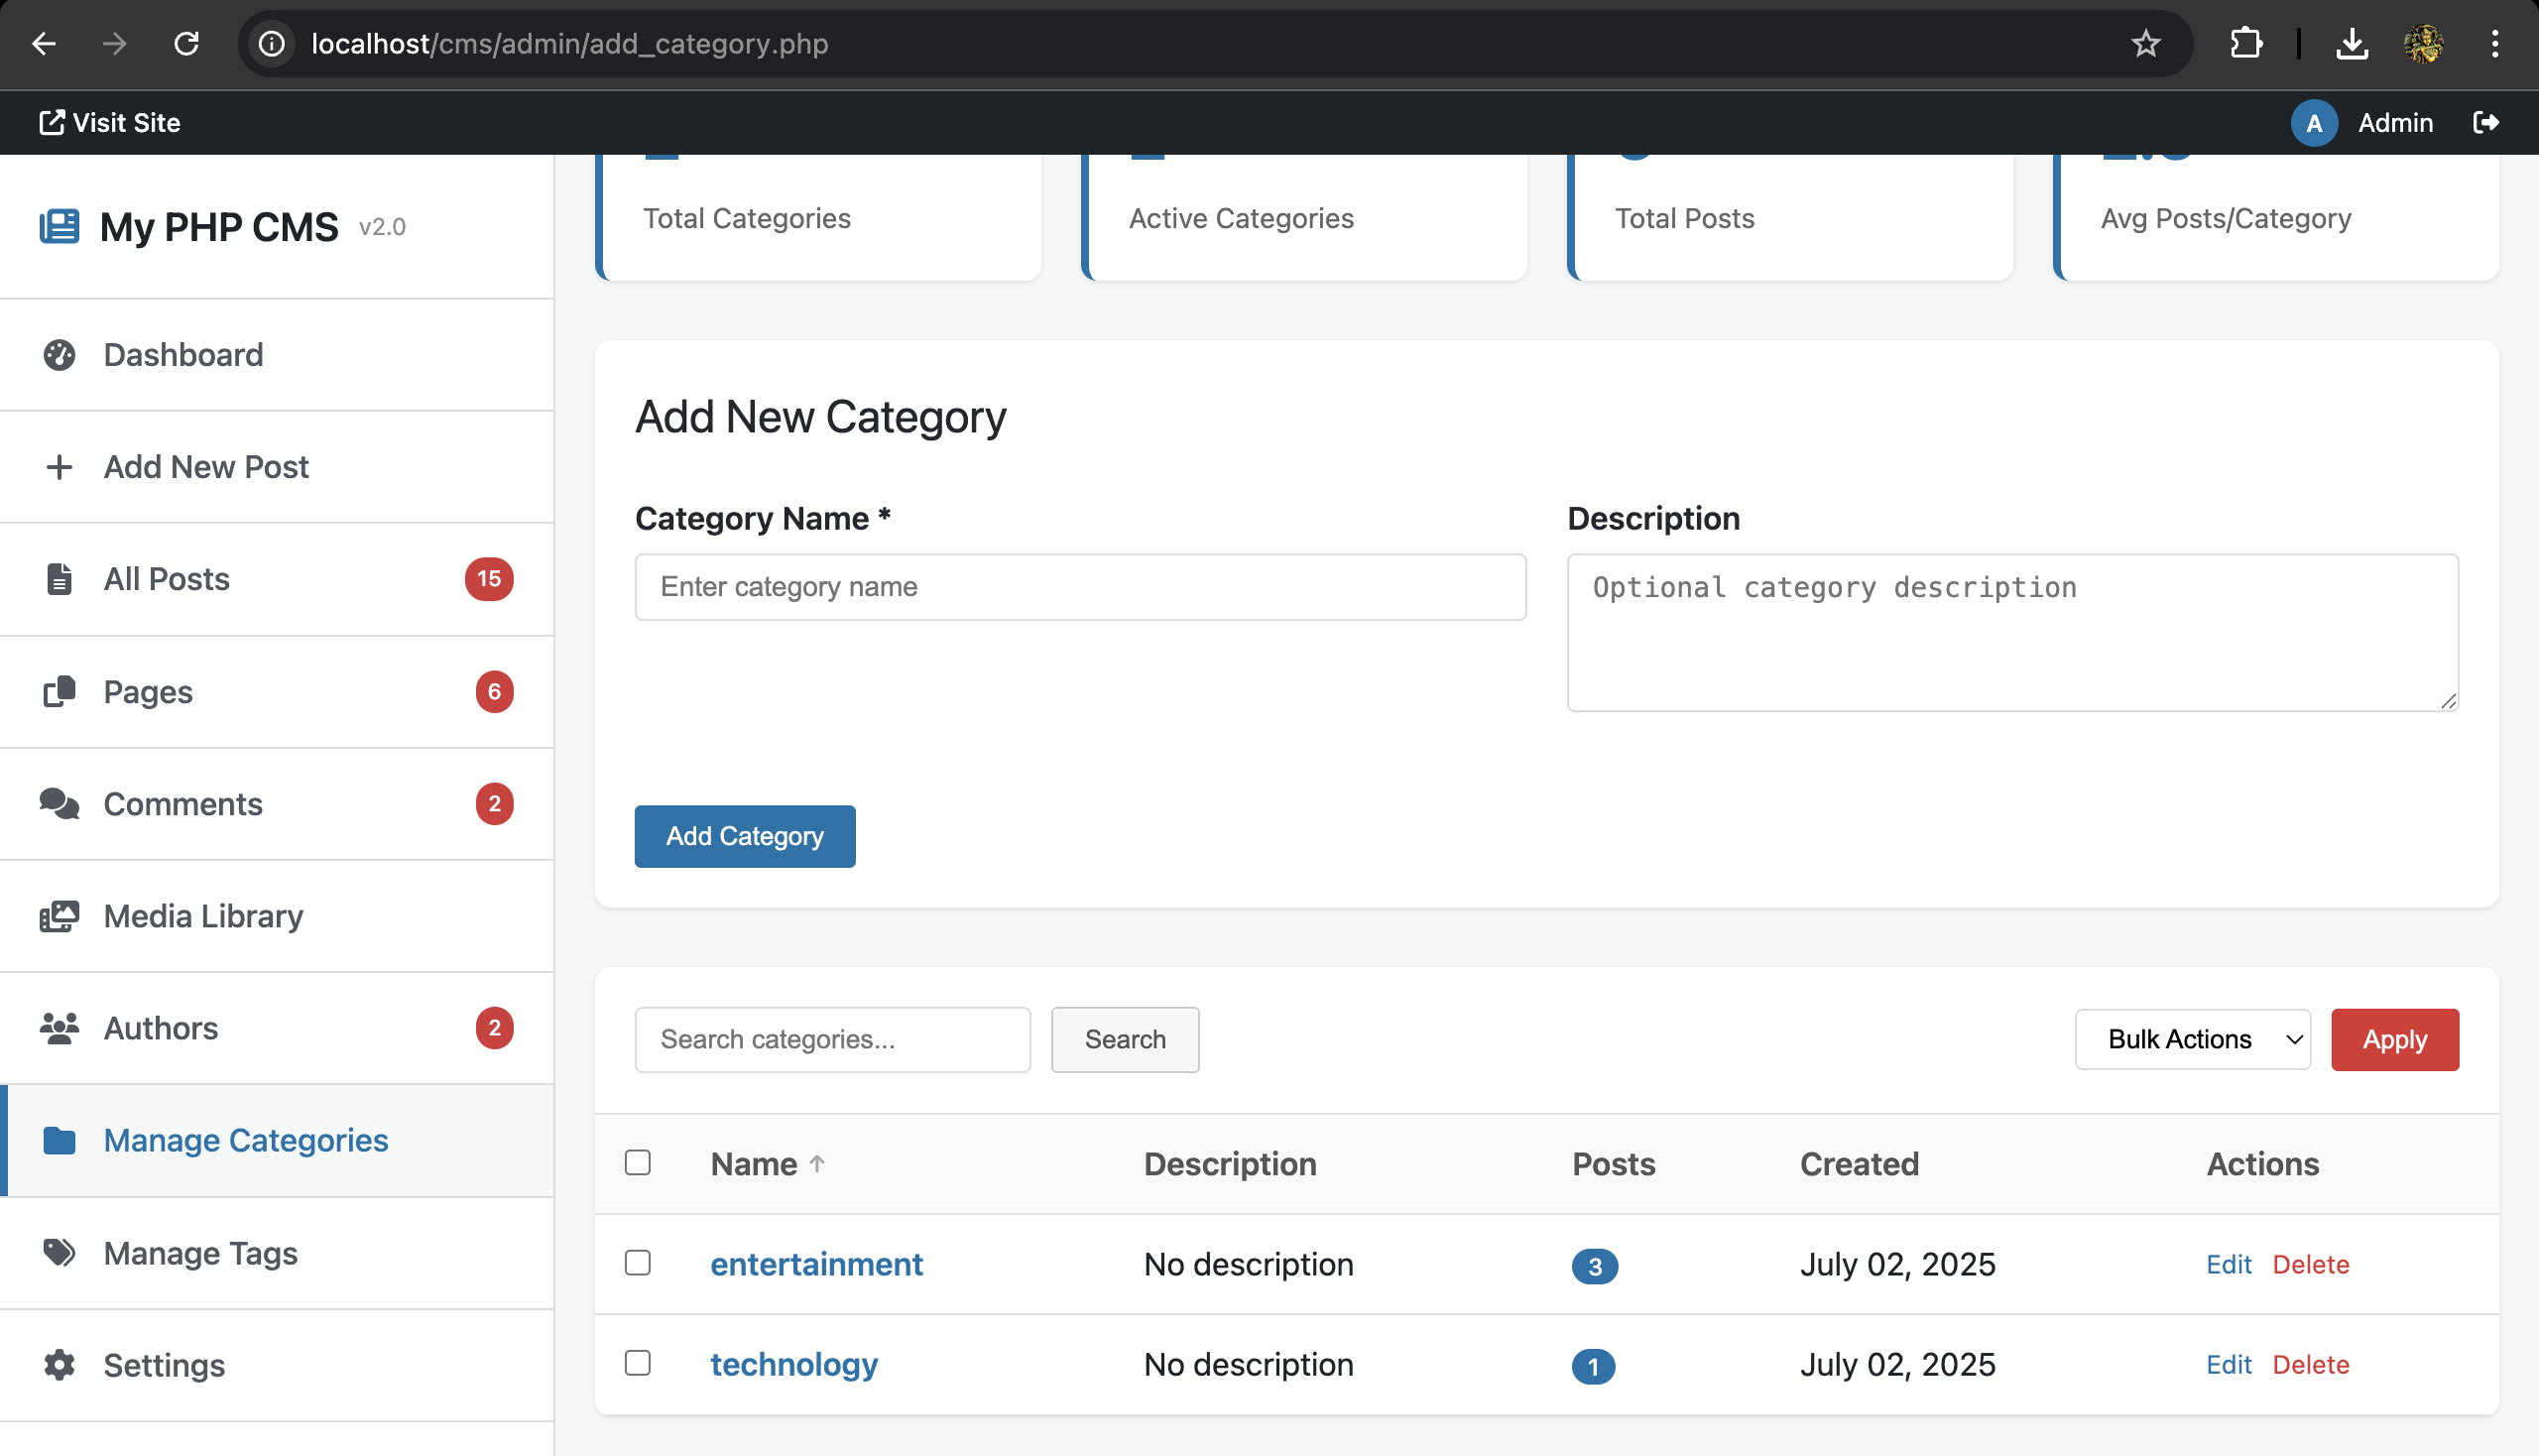 localhost/cms/admin/add_category.php
Visit Site
A Admin
My PHP CMS v2.0
Dashboard
Add New Post
All Posts 15
Pages 6
Comments 2
Media Library
Authors 2
Manage Categories
Manage Tags
Settings
Total Categories
Active Categories
Total Posts
Avg Posts/Category
Add New Category
Category Name *
Enter category name
Description
Optional category description
Add Category
Search categories...
Search
Bulk Actions
Apply
Name ↑ Description Posts Created Actions
entertainment No description 3 July 02, 2025 Edit Delete
technology No description 1 July 02, 2025 Edit Delete